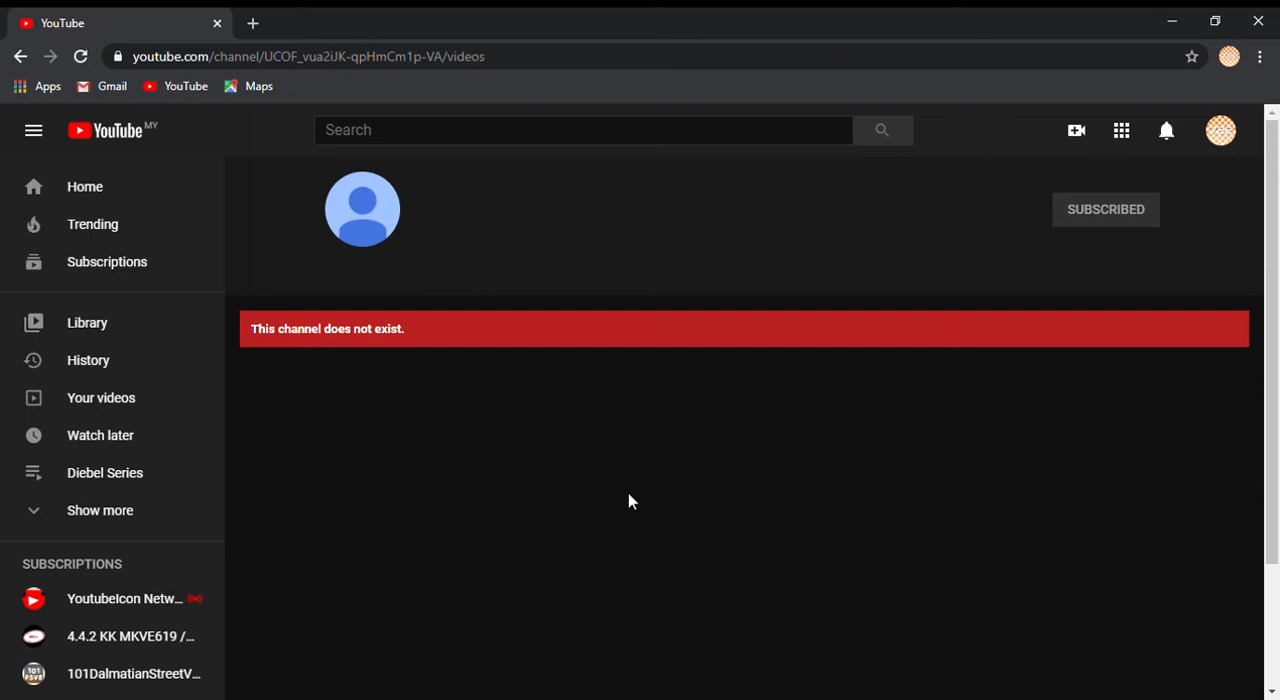 YouTube
youtube.com/channel/UCOF_vua2iJK-qpHmCm1p-VA/videos
Apps Gmail YouTube Maps
YouTube MY
Search
Home
Trending
Subscriptions
SUBSCRIBED
This channel does not exist.
Library
History
Your videos
Watch later
Diebel Series
Show more
SUBSCRIPTIONS
YoutubeIcon Netw...
4.4.2 KK MKVE619 /...
101DalmatianStreetV...